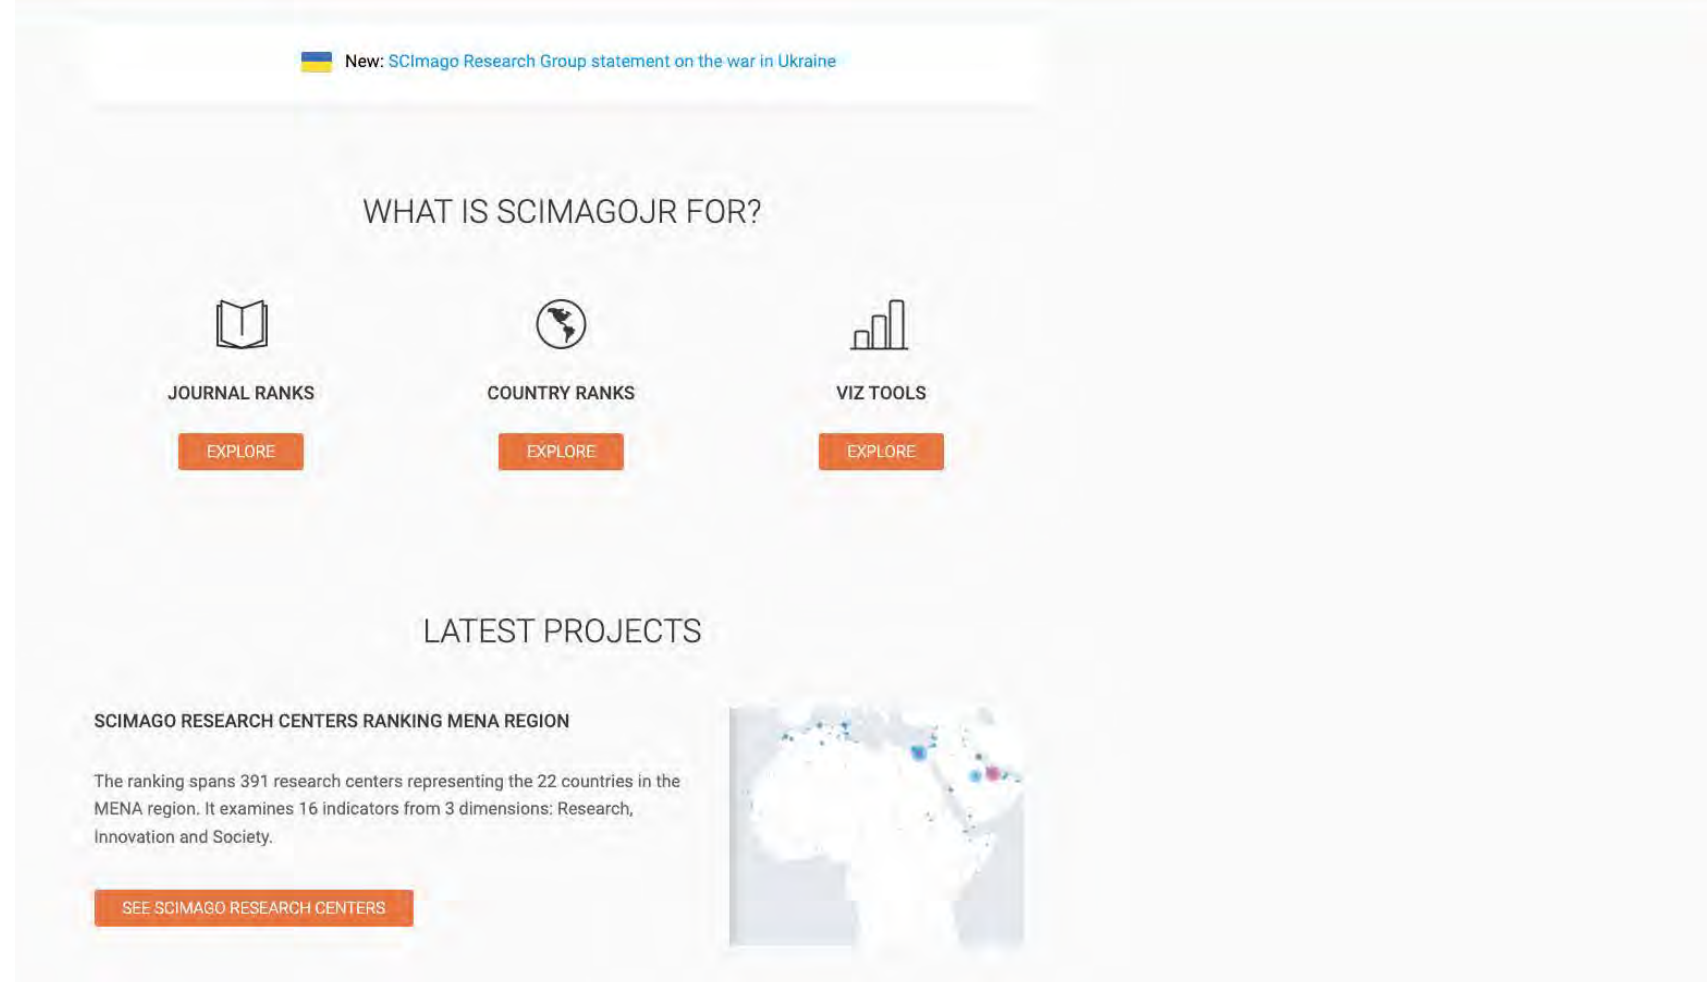 New: SCImago Research Group statement on the war in Ukraine
WHAT IS SCIMAGOJR FOR?
JOURNAL RANKS
COUNTRY RANKS
VIZ TOOLS
EXPLORE
EXPLORE
EXPLORE
LATEST PROJECTS
SCIMAGO RESEARCH CENTERS RANKING MENA REGION
The ranking spans 391 research centers representing the 22 countries in the
MENA region. It examines 16 indicators from 3 dimensions: Research,
Innovation and Society.
SEE SCIMAGO RESEARCH CENTERS